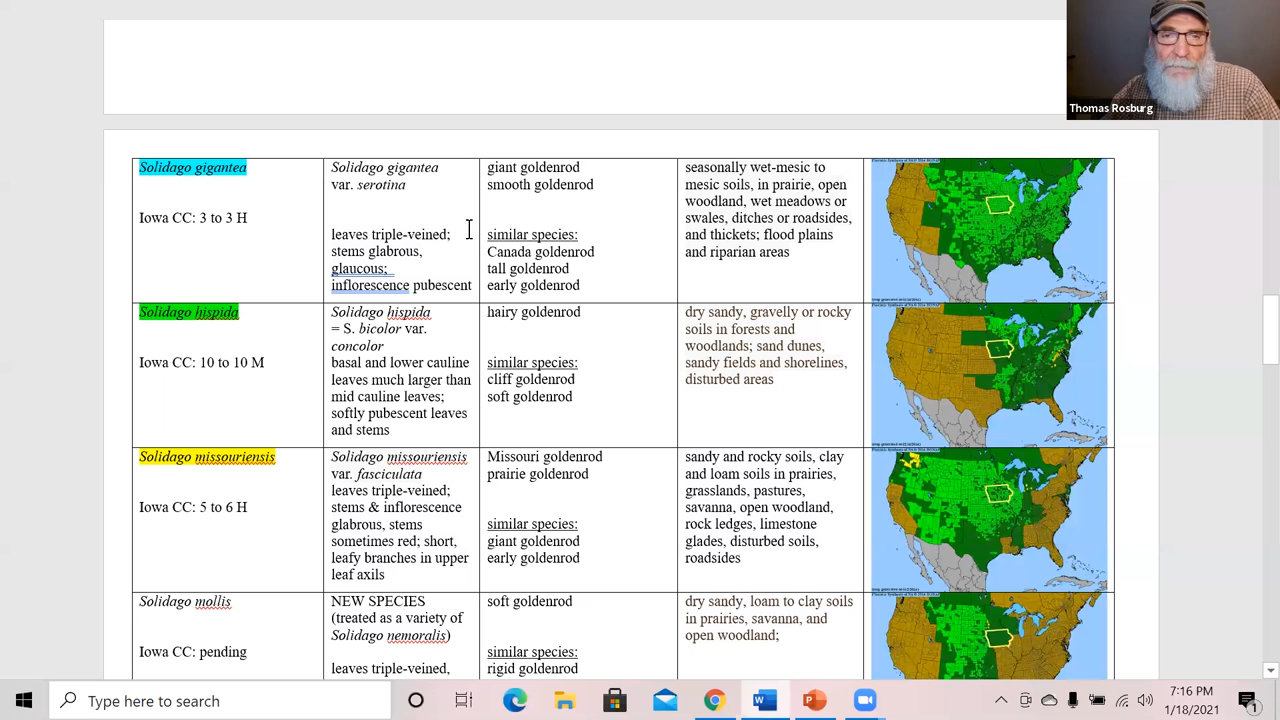 Thomas Rosburg
Solidago gigantea
Iowa CC: 3 to 3 H
Solidago gigantea
var. serotina
leaves triple-veined;
stems glabrous,
glaucous;
inflorescence pubescent
giant goldenrod
smooth goldenrod
similar species:
Canada goldenrod
tall goldenrod
early goldenrod
seasonally wet-mesic to
mesic soils, in prairie, open
woodland, wet meadows or
swales, ditches or roadsides,
and thickets; flood plains
and riparian areas
Solidago hispida
Iowa CC: 10 to 10 M
Solidago hispida
= S. bicolor var.
concolor
basal and lower cauline
leaves much larger than
mid cauline leaves;
softly pubescent leaves
and stems
hairy goldenrod
similar species:
cliff goldenrod
soft goldenrod
dry sandy, gravelly or rocky
soils in forests and
woodlands; sand dunes,
sandy fields and shorelines,
disturbed areas
Solidago missouriensis
Iowa CC: 5 to 6 H
Solidago missouriensis
var. fasciculata
leaves triple-veined;
stems & inflorescence
glabrous, stems
sometimes red; short,
leafy branches in upper
leaf axils
Missouri goldenrod
prairie goldenrod
similar species:
giant goldenrod
early goldenrod
sandy and rocky soils, clay
and loam soils in prairies,
grasslands, pastures,
savanna, open woodland,
rock ledges, limestone
glades, disturbed soils,
roadsides
Solidago mollis
Iowa CC: pending
NEW SPECIES
(treated as a variety of
Solidago nemoralis)
leaves triple-veined,
soft goldenrod
similar species:
rigid goldenrod
dry sandy, loam to clay soils
in prairies, savanna, and
open woodland;
Type here to search
7:16 PM
1/18/2021